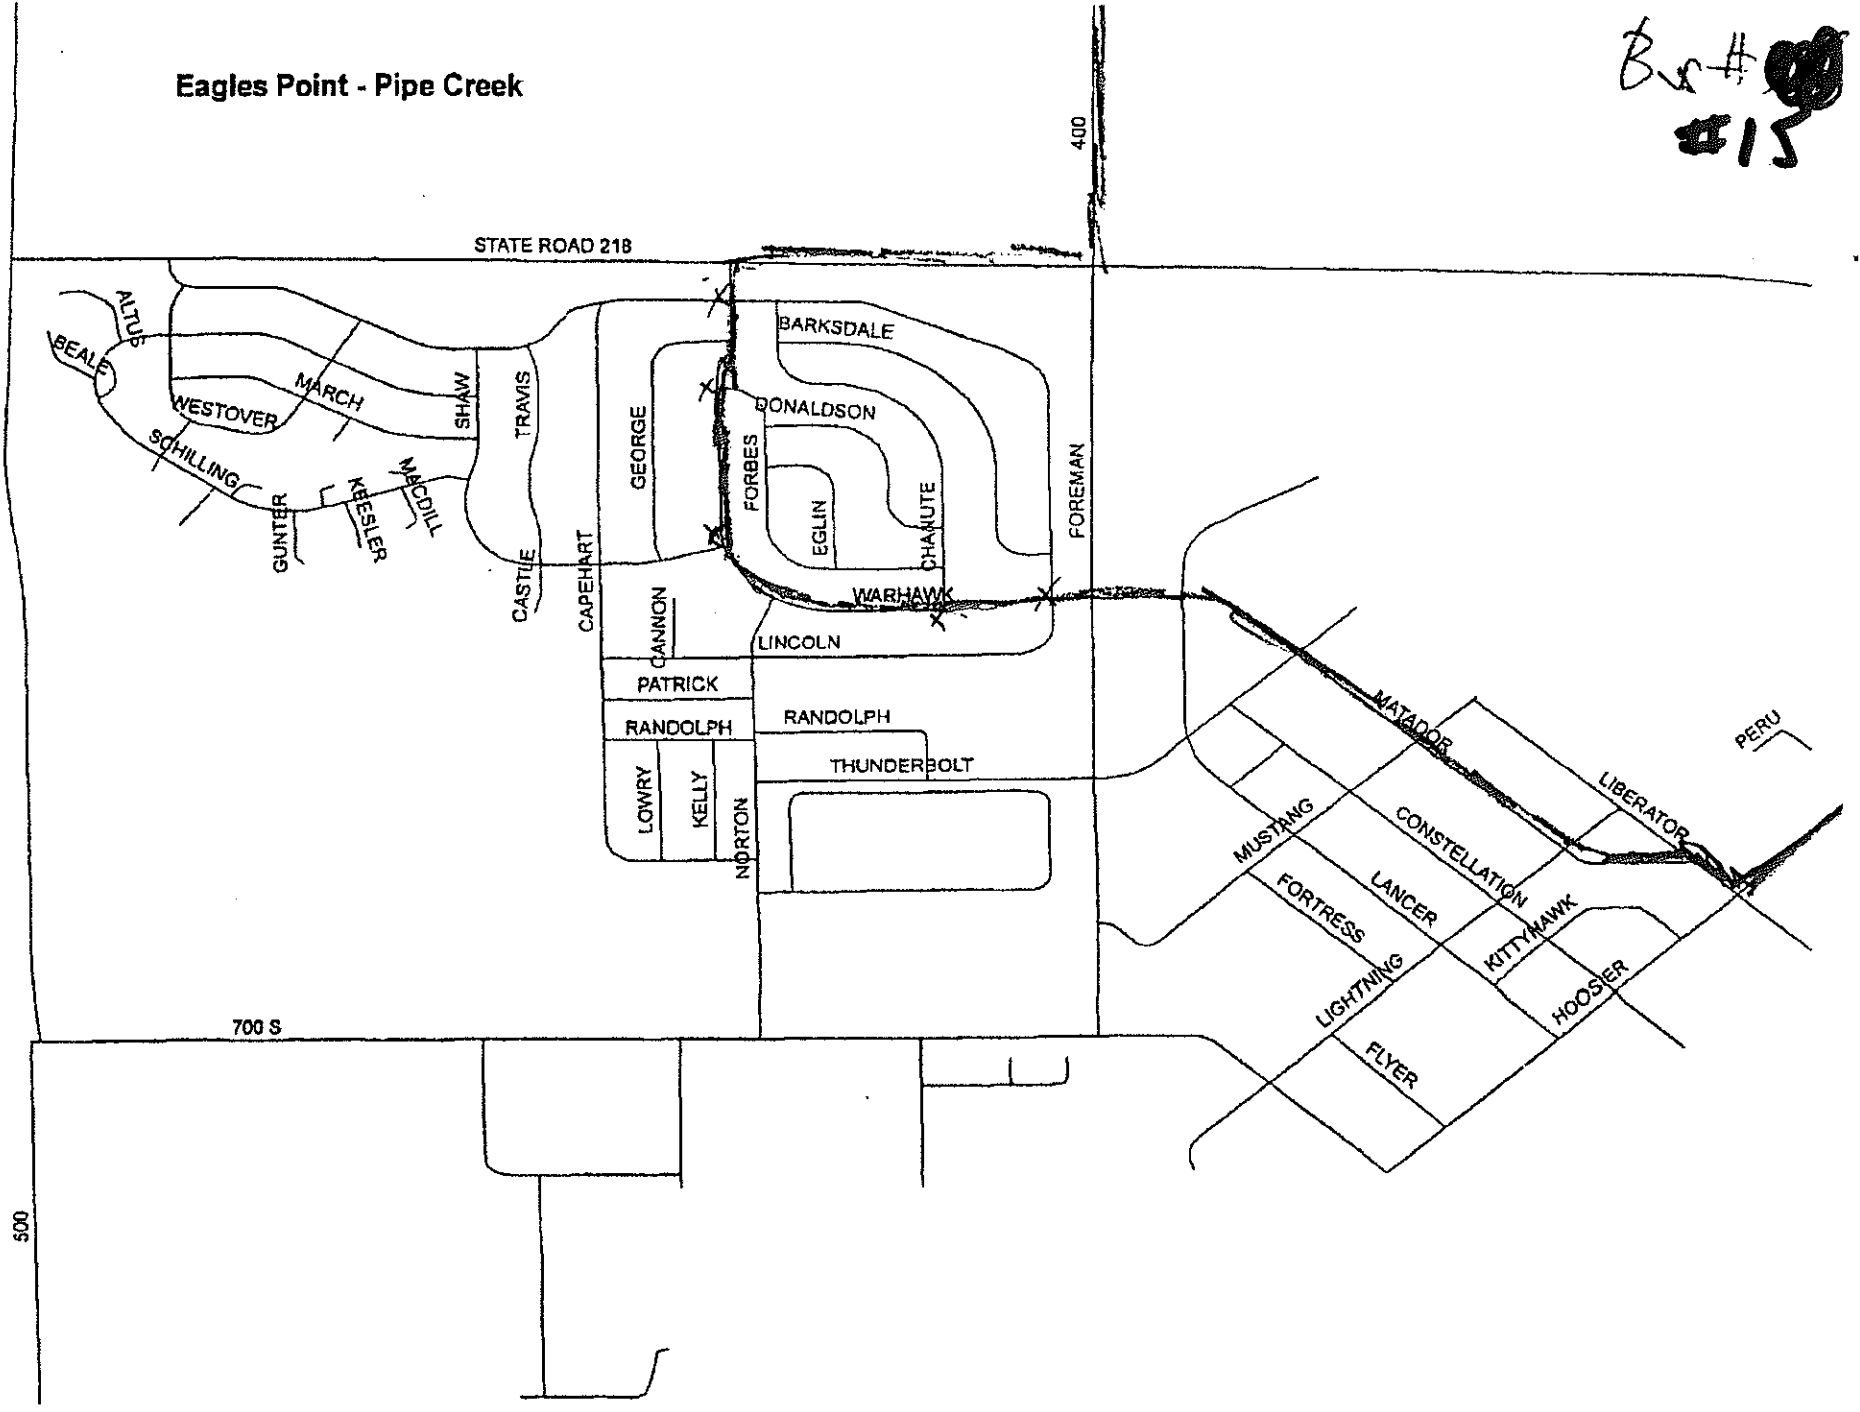 Eagles Point - Pipe Creek
Bus #
#15
400
STATE ROAD 218
ALTUS
BEALE
BARKSDALE
MARCH
WESTOVER
SHAW
TRAVIS
GEORGE
DONALDSON
SCHILLING
FORBES
FOREMAN
GUNTER
KEESLER
MACDILL
EGLIN
CHANUTE
CASTLE
CAPEHART
WARHAWK
CANNON
LINCOLN
PATRICK
RANDOLPH
RANDOLPH
MATADOR
PERU
THUNDERBOLT
LOWRY
KELLY
NORTON
LIBERATOR
MUSTANG
CONSTELLATION
FORTRESS
LANCER
KITTYHAWK
LIGHTNING
HOOSIER
700 S
FLYER
500